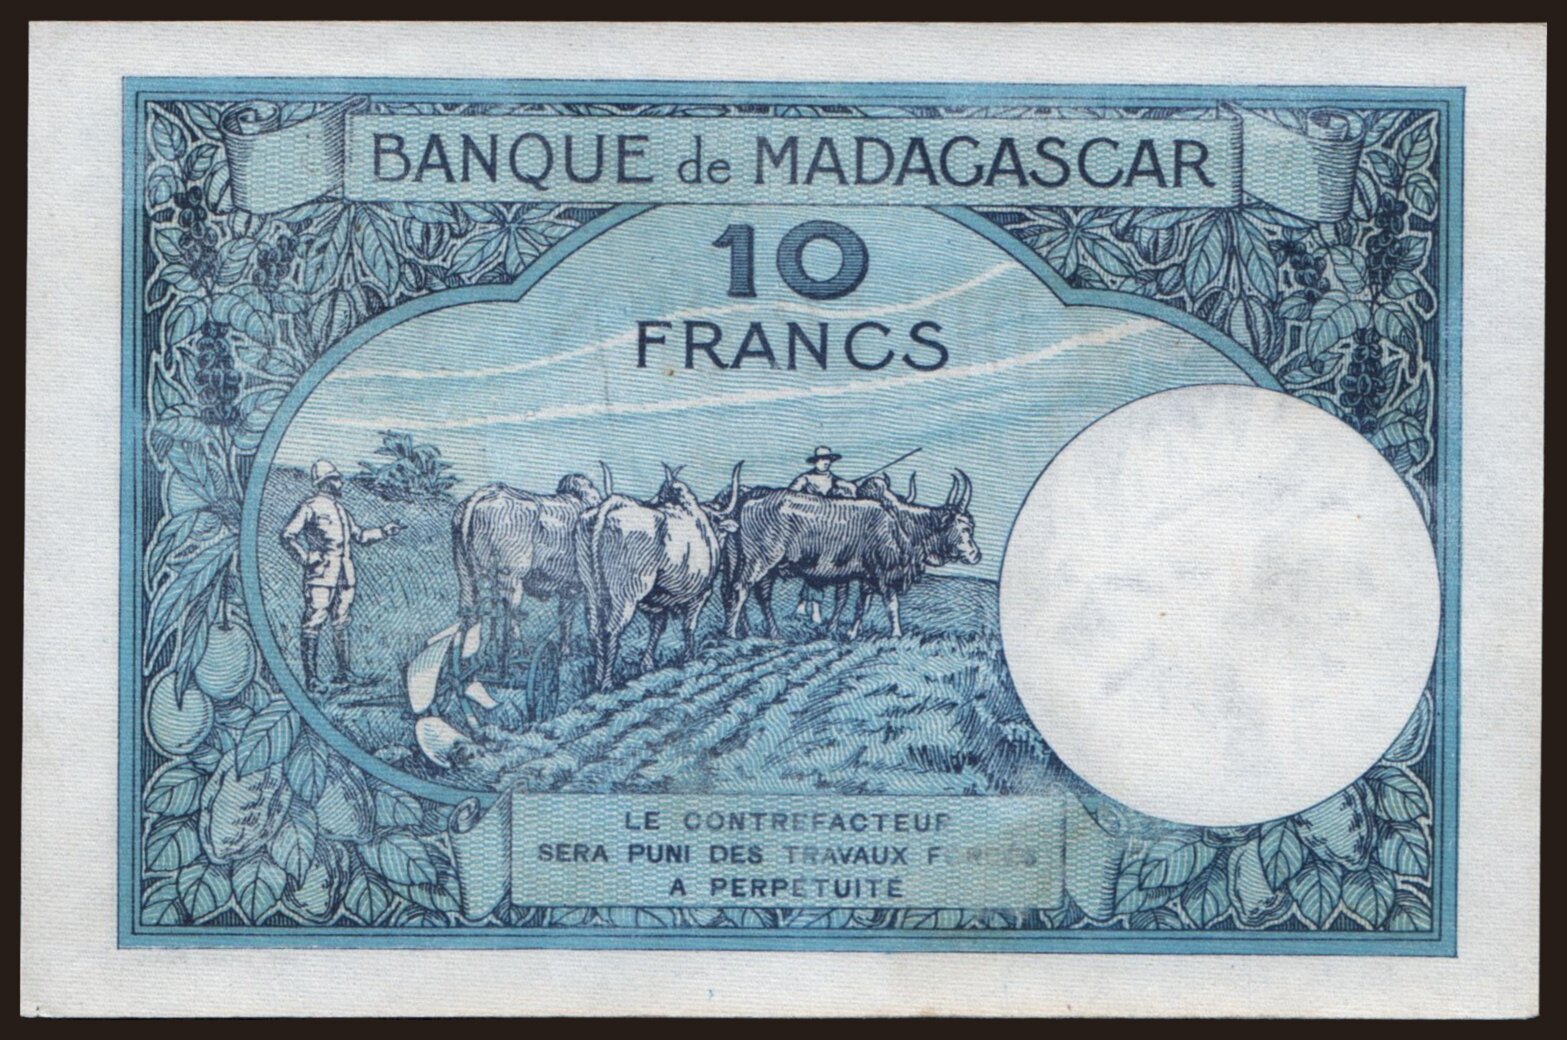 BANQUE de MADAGASCAR
10
FRANCS
LE CONTREFACTEUR
SERA PUNI DES TRAVAUX FORCÉS
A PERPÉTUITÉ